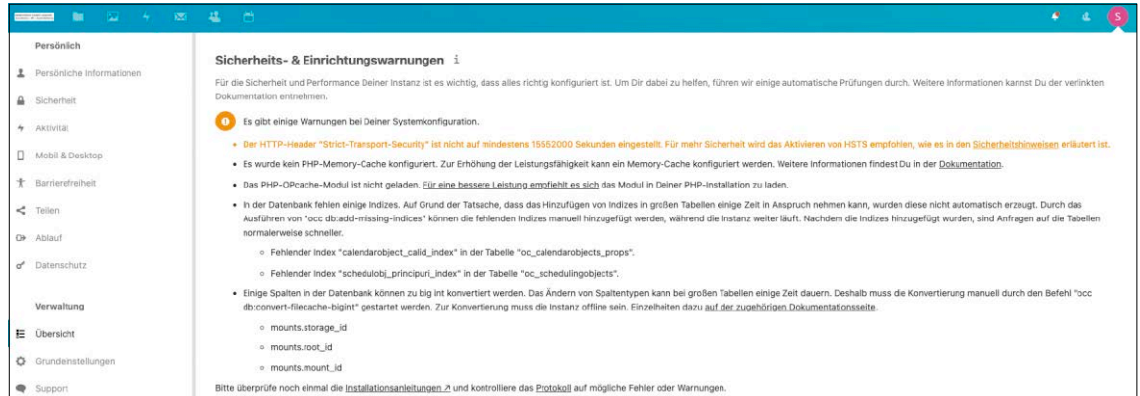 S
Persönlich
Persönliche Informationen
Sicherheit
Aktivität
Mobil & Desktop
Barrierefreiheit
Teilen
Ablauf
Datenschutz
Verwaltung
Übersicht
Grundeinstellungen
Support
Sicherheits- & Einrichtungswarnungen i
Für die Sicherheit und Performance Deiner Instanz ist es wichtig, dass alles richtig konfiguriert ist. Um Dir dabei zu helfen, führen wir einige automatische Prüfungen durch. Weitere Informationen kannst Du der verlinkten
Dokumentation entnehmen.
Es gibt einige Warnungen bei Deiner Systemkonfiguration.
• Der HTTP-Header "Strict-Transport-Security" ist nicht auf mindestens 15552000 Sekunden eingestellt. Für mehr Sicherheit wird das Aktivieren von HSTS empfohlen, wie es in den Sicherheitshinweisen erläutert ist.
• Es wurde kein PHP-Memory-Cache konfiguriert. Zur Erhöhung der Leistungsfähigkeit kann ein Memory-Cache konfiguriert werden. Weitere Informationen findest Du in der Dokumentation.
• Das PHP-OPcache-Modul ist nicht geladen. Für eine bessere Leistung empfiehlt es sich das Modul in Deiner PHP-Installation zu laden.
• In der Datenbank fehlen einige Indizes. Auf Grund der Tatsache, dass das Hinzufügen von Indizes in großen Tabellen einige Zeit in Anspruch nehmen kann, wurden diese nicht automatisch erzeugt. Durch das
Ausführen von "occ db:add-missing-indices" können die fehlenden Indizes manuell hinzugefügt werden, während die Instanz weiter läuft. Nachdem die Indizes hinzugefügt wurden, sind Anfragen auf die Tabellen
normalerweise schneller.
◦ Fehlender Index "calendarobject_calid_index" in der Tabelle "oc_calendarobjects_props".
◦ Fehlender Index "schedulobj_principuri_index" in der Tabelle "oc_schedulingobjects".
• Einige Spalten in der Datenbank können zu big int konvertiert werden. Das Ändern von Spaltentypen kann bei großen Tabellen einige Zeit dauern. Deshalb muss die Konvertierung manuell durch den Befehl "occ
db:convert-filecache-bigint" gestartet werden. Zur Konvertierung muss die Instanz offline sein. Einzelheiten dazu auf der zugehörigen Dokumentationsseite.
◦ mounts.storage_id
◦ mounts.root_id
◦ mounts.mount_id
Bitte überprüfe noch einmal die Installationsanleitungen ↗ und kontrolliere das Protokoll auf mögliche Fehler oder Warnungen.